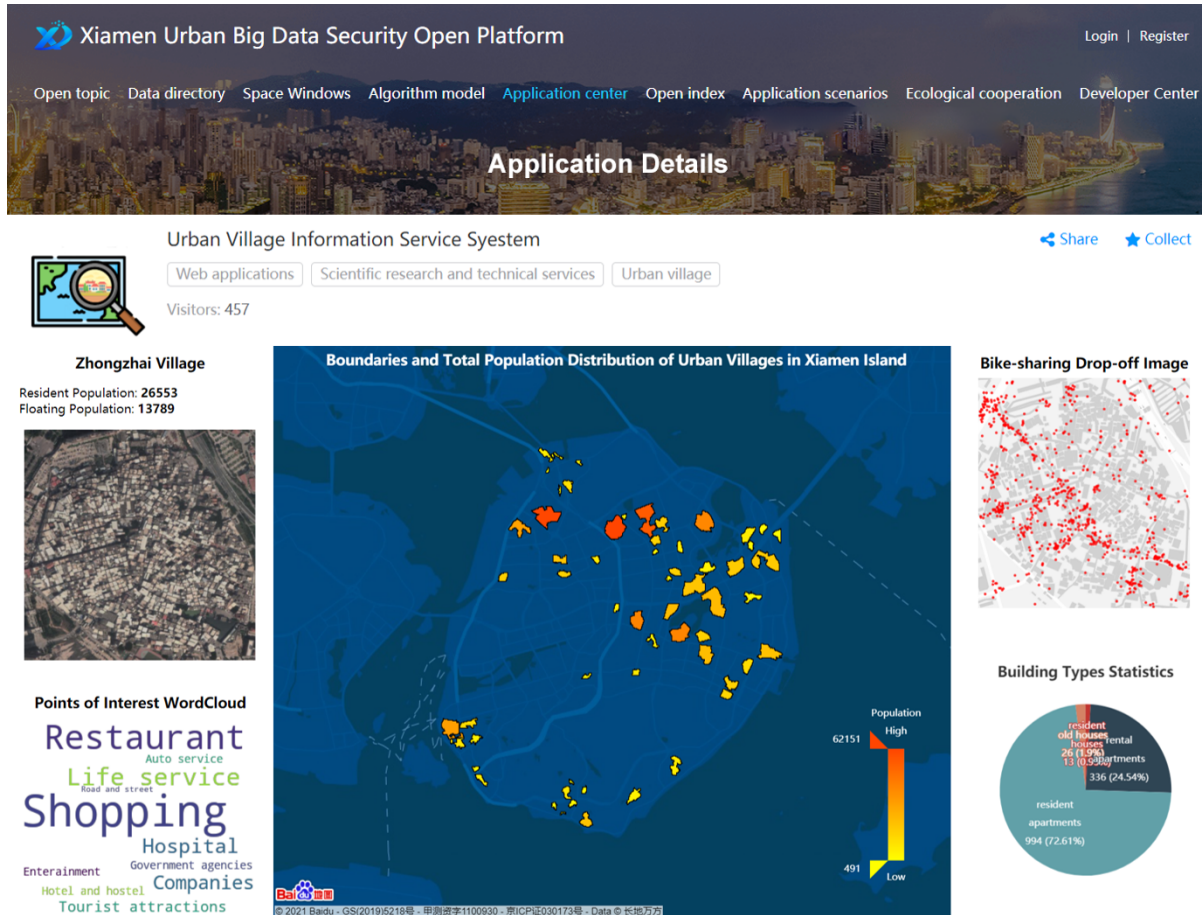 Xiamen Urban Big Data Security Open Platform
Login | Register
Open topic Data directory Space Windows Algorithm model Application center Open index Application scenarios Ecological cooperation Developer Center
Application Details
Urban Village Information Service Syestem
Share Collect
Web applications Scientific research and technical services Urban village
Visitors: 457
Zhongzhai Village
Resident Population: 26553
Floating Population: 13789
Points of Interest WordCloud
Restaurant
Auto service
Life service
Road and street
Shopping
Hospital
Government agencies
Enterainment
Companies
Hotel and hostel
Tourist attractions
Boundaries and Total Population Distribution of Urban Villages in Xiamen Island
Population
High
62151
491
Low
Bai du 地图
© 2021 Baidu - GS(2019)5218号 - 甲测资字1100930 - 京ICP证030173号 - Data © 长地万方
Bike-sharing Drop-off Image
Building Types Statistics
resident
old houses
houses
26 (1.9%)
rental
apartments
336 (24.54%)
resident
apartments
994 (72.61%)